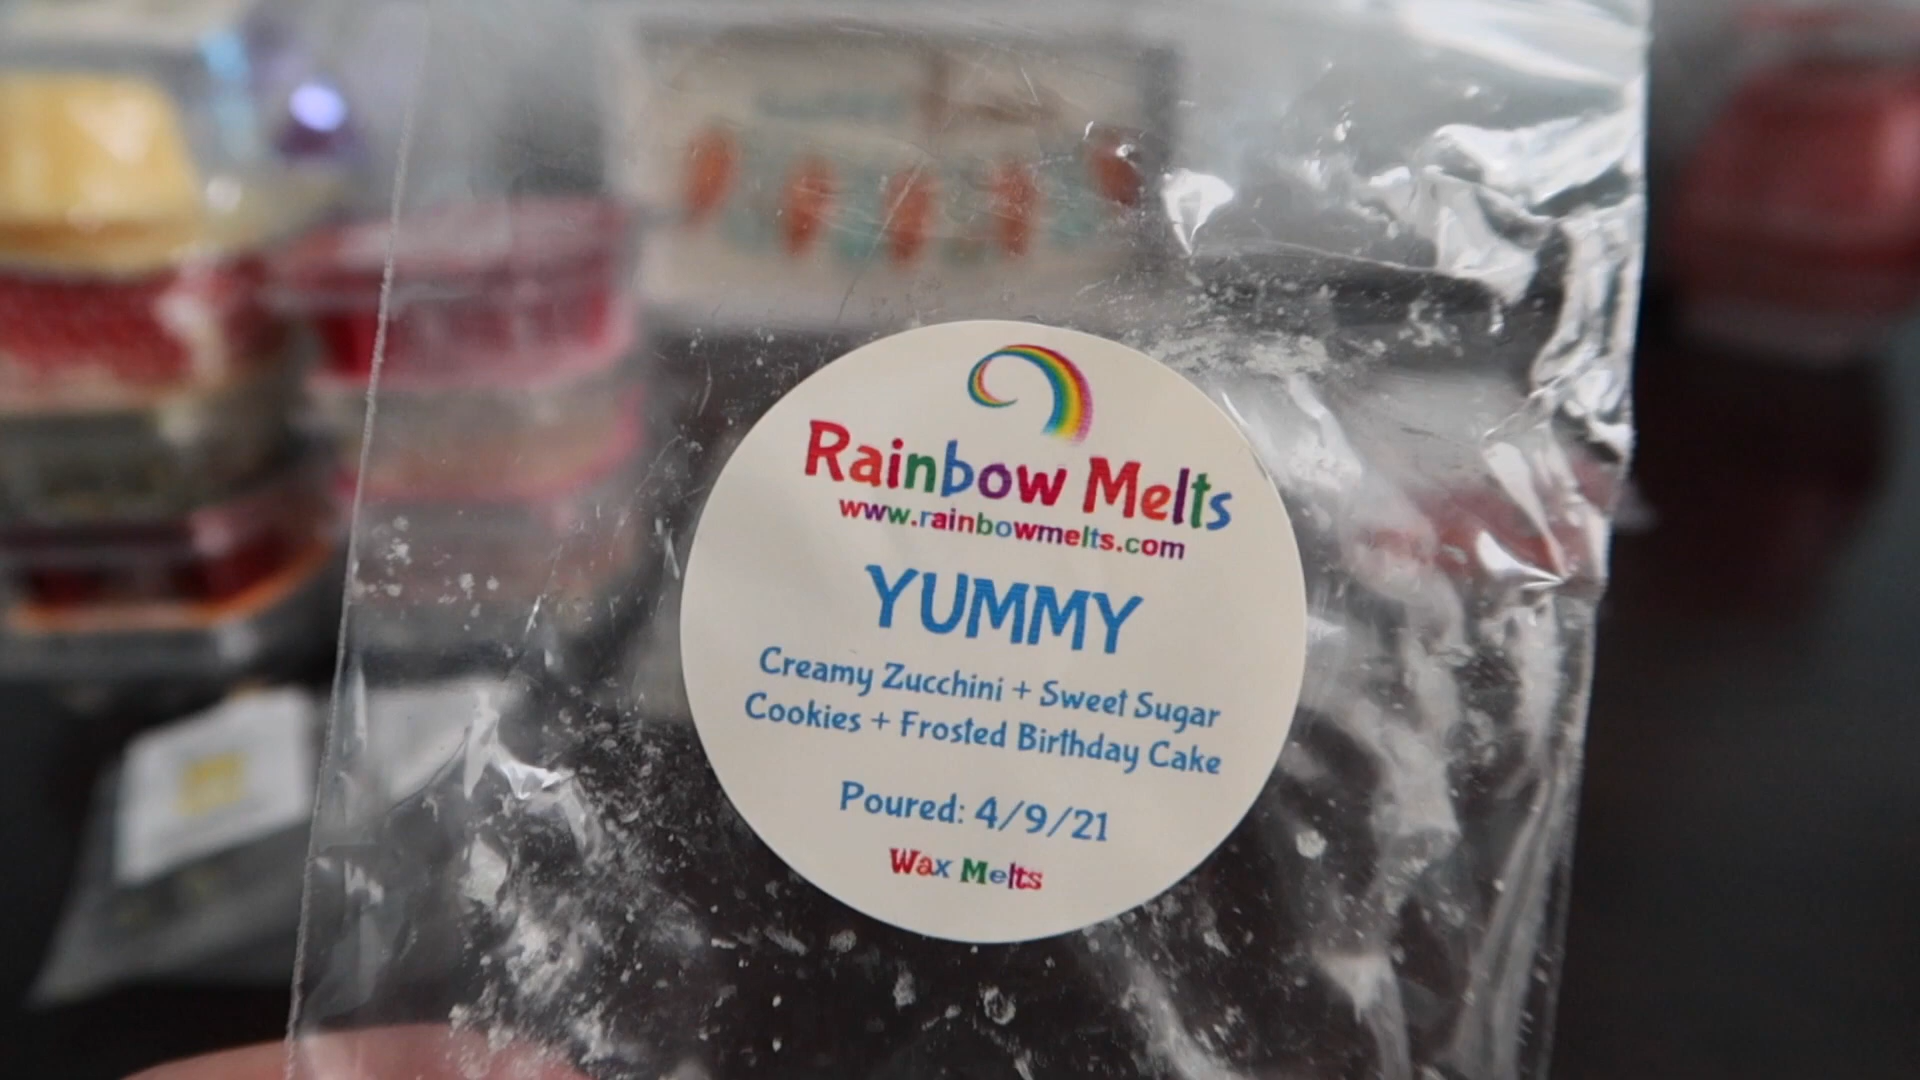 Rainbow Melts
www.rainbowmelts.com
YUMMY
Creamy Zucchini + Sweet Sugar
Cookies + Frosted Birthday Cake
Poured: 4/9/21
Wax Melts